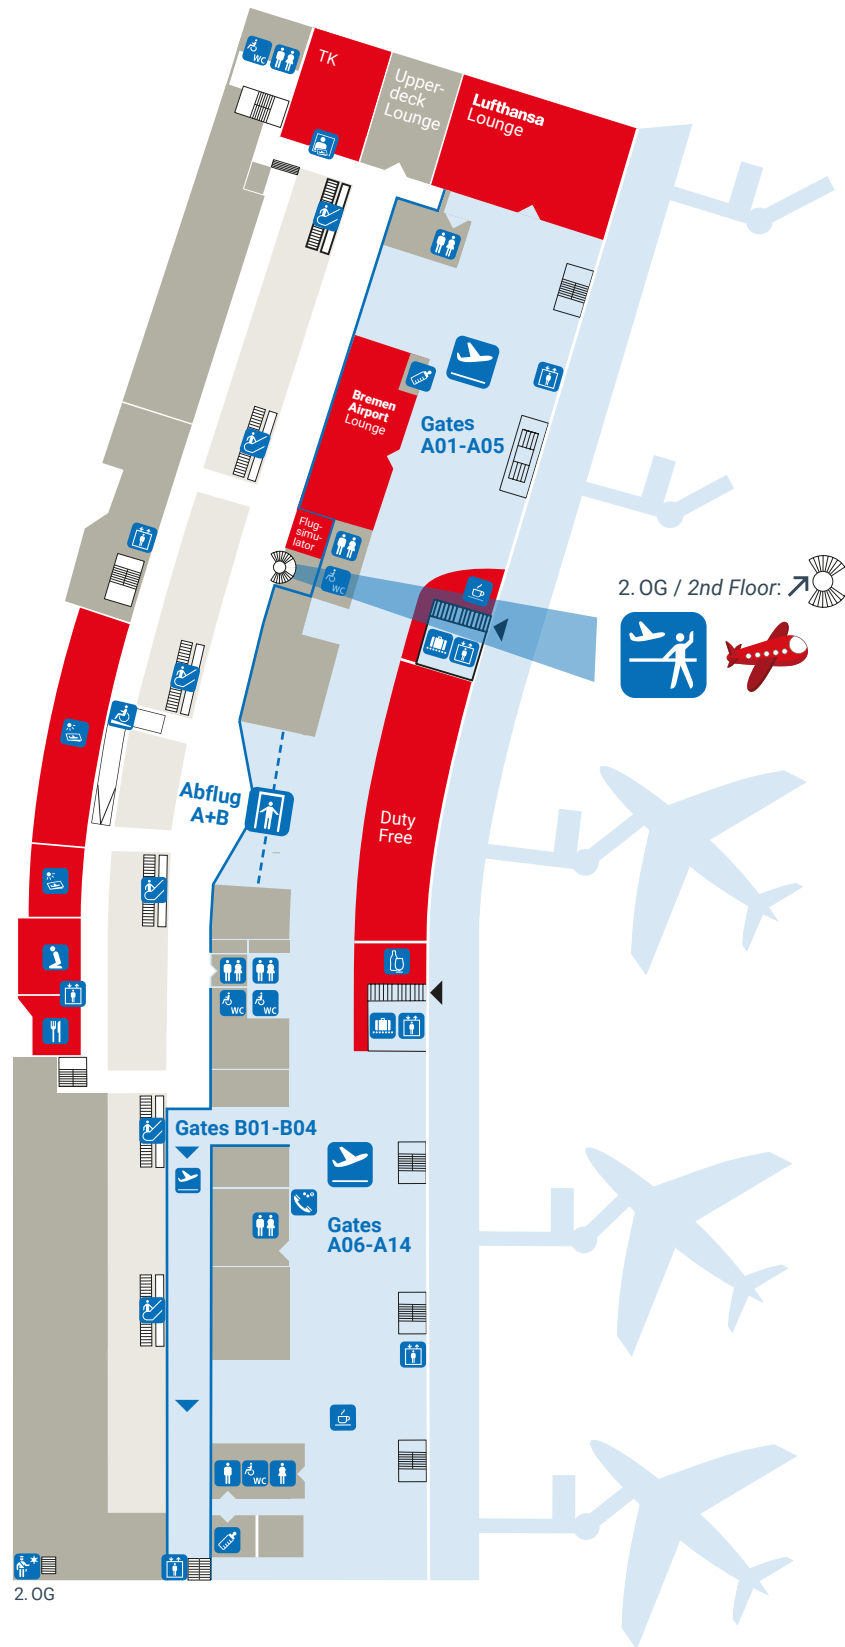 WC
TK
Upper-
deck
Lounge
Lufthansa
Lounge
Bremen
Airport
Lounge
Gates
A01-A05
Flug-
simu-
lator
WC
2. OG / 2nd Floor:
Abflug
A+B
Duty
Free
WC
WC
Gates B01-B04
Gates
A06-A14
WC
2. OG